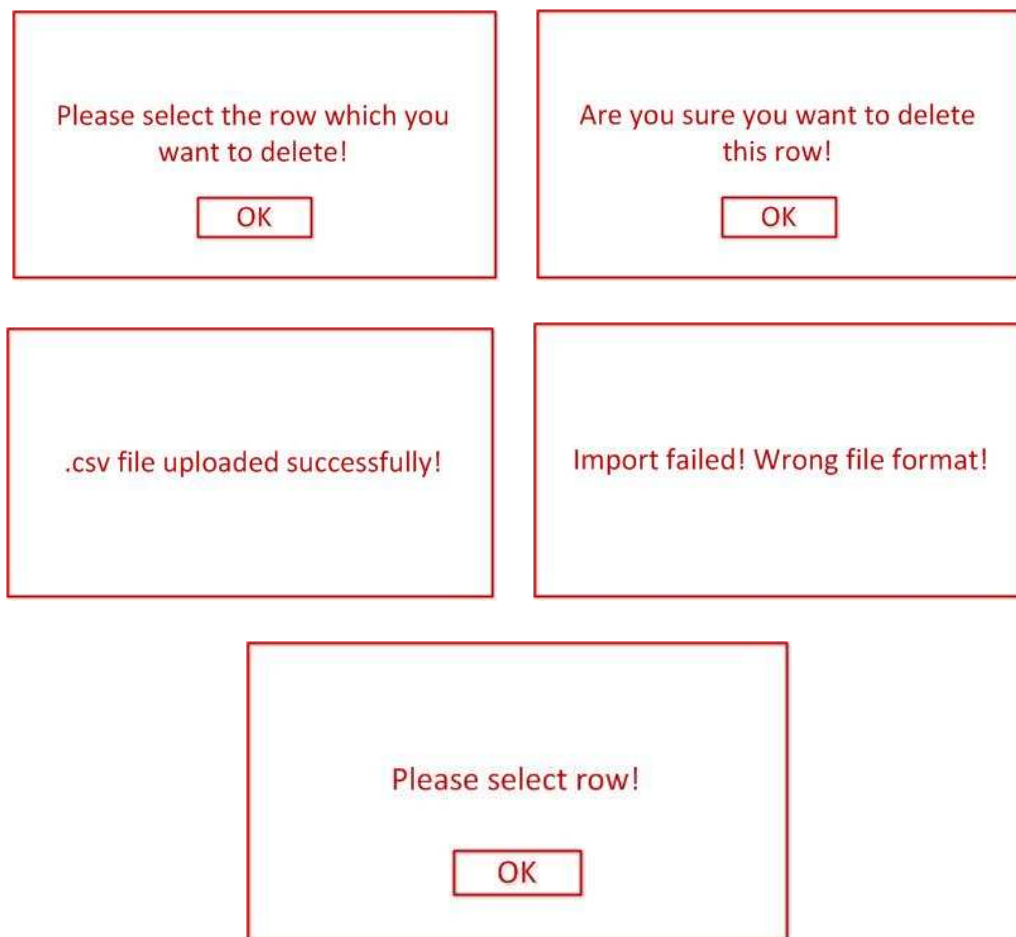 Please select the row which you
want to delete!
OK
Are you sure you want to delete
this row!
OK
.csv file uploaded successfully!
Import failed! Wrong file format!
Please select row!
OK